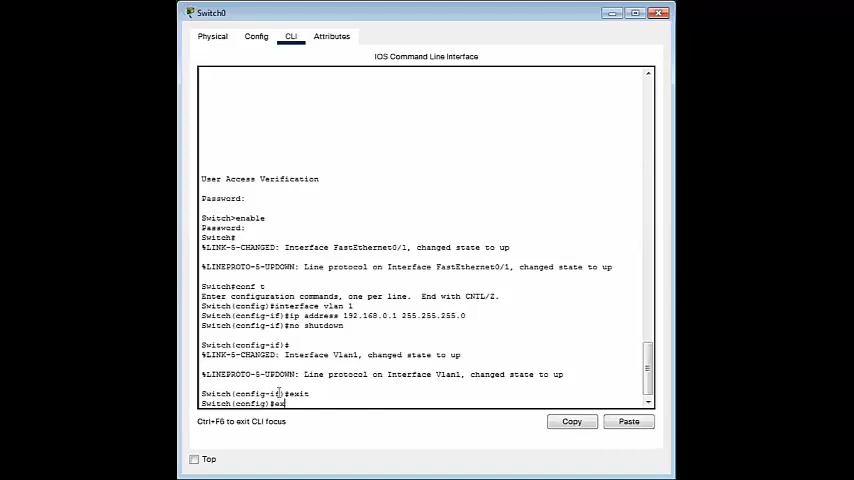 Switch0
Physical Config CLI Attributes
IOS Command Line Interface
User Access Verification
Password:
Switch>enable
Password:
Switch#
%LINK-5-CHANGED: Interface FastEthernet0/1, changed state to up
%LINEPROTO-5-UPDOWN: Line protocol on Interface FastEthernet0/1, changed state to up
Switch#conf t
Enter configuration commands, one per line. End with CNTL/Z.
Switch(config)#interface vlan 1
Switch(config-if)#ip address 192.168.0.1 255.255.255.0
Switch(config-if)#no shutdown
Switch(config-if)#
%LINK-5-CHANGED: Interface Vlan1, changed state to up
%LINEPROTO-5-UPDOWN: Line protocol on Interface Vlan1, changed state to up
Switch(config-if)#exit
Switch(config)#ex
Ctrl+F6 to exit CLI focus
Copy Paste
Top